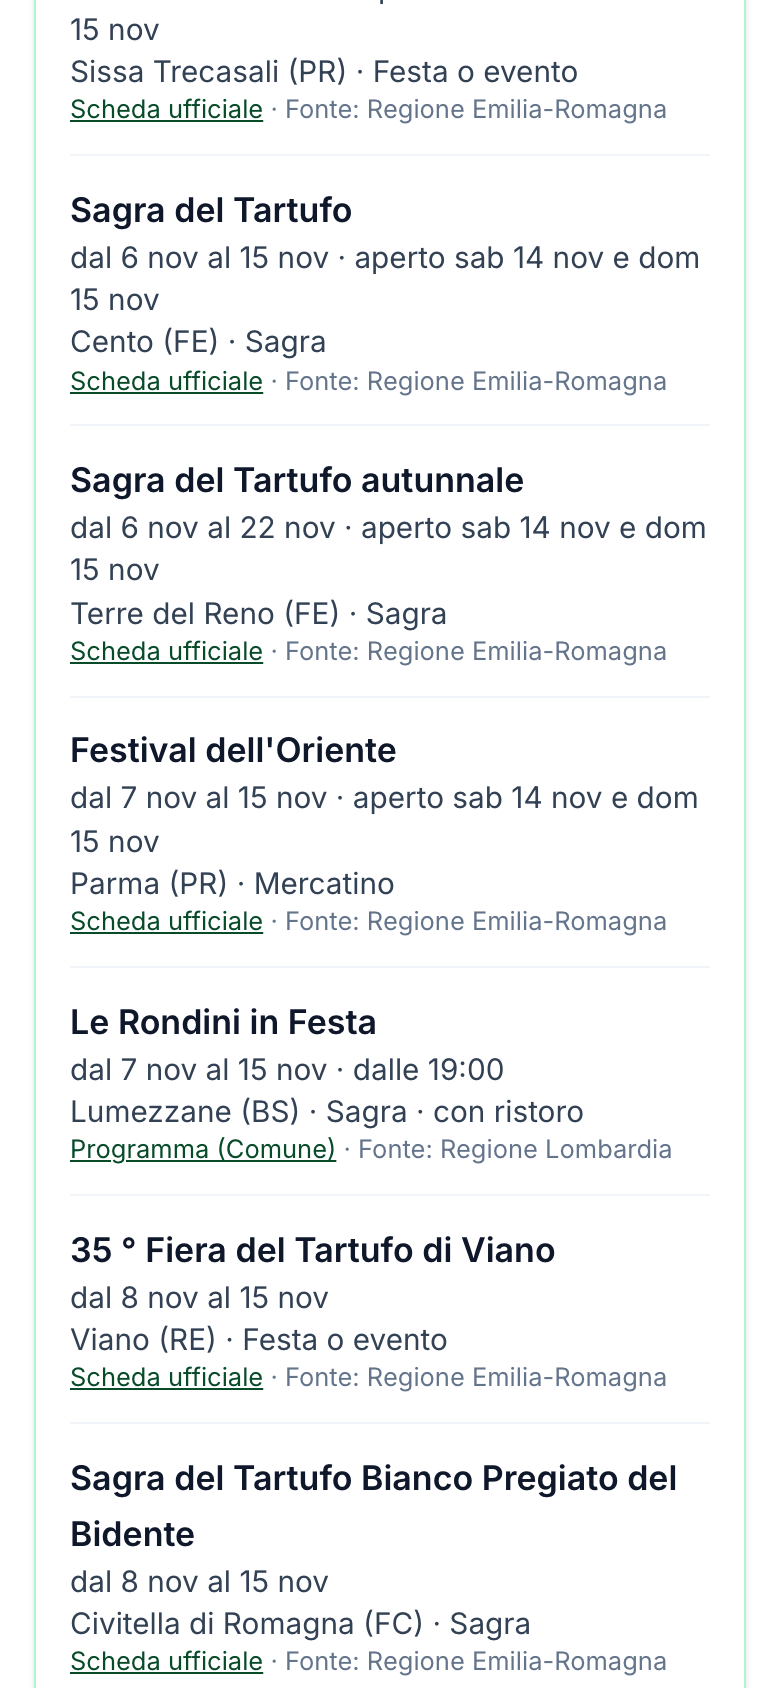 15 nov
Sissa Trecasali (PR) · Festa o evento
Scheda ufficiale · Fonte: Regione Emilia-Romagna
Sagra del Tartufo
dal 6 nov al 15 nov · aperto sab 14 nov e dom
15 nov
Cento (FE) · Sagra
Scheda ufficiale · Fonte: Regione Emilia-Romagna
Sagra del Tartufo autunnale
dal 6 nov al 22 nov · aperto sab 14 nov e dom
15 nov
Terre del Reno (FE) · Sagra
Scheda ufficiale · Fonte: Regione Emilia-Romagna
Festival dell'Oriente
dal 7 nov al 15 nov · aperto sab 14 nov e dom
15 nov
Parma (PR) · Mercatino
Scheda ufficiale · Fonte: Regione Emilia-Romagna
Le Rondini in Festa
dal 7 nov al 15 nov · dalle 19:00
Lumezzane (BS) · Sagra · con ristoro
Programma (Comune) · Fonte: Regione Lombardia
35 ° Fiera del Tartufo di Viano
dal 8 nov al 15 nov
Viano (RE) · Festa o evento
Scheda ufficiale · Fonte: Regione Emilia-Romagna
Sagra del Tartufo Bianco Pregiato del
Bidente
dal 8 nov al 15 nov
Civitella di Romagna (FC) · Sagra
Scheda ufficiale · Fonte: Regione Emilia-Romagna